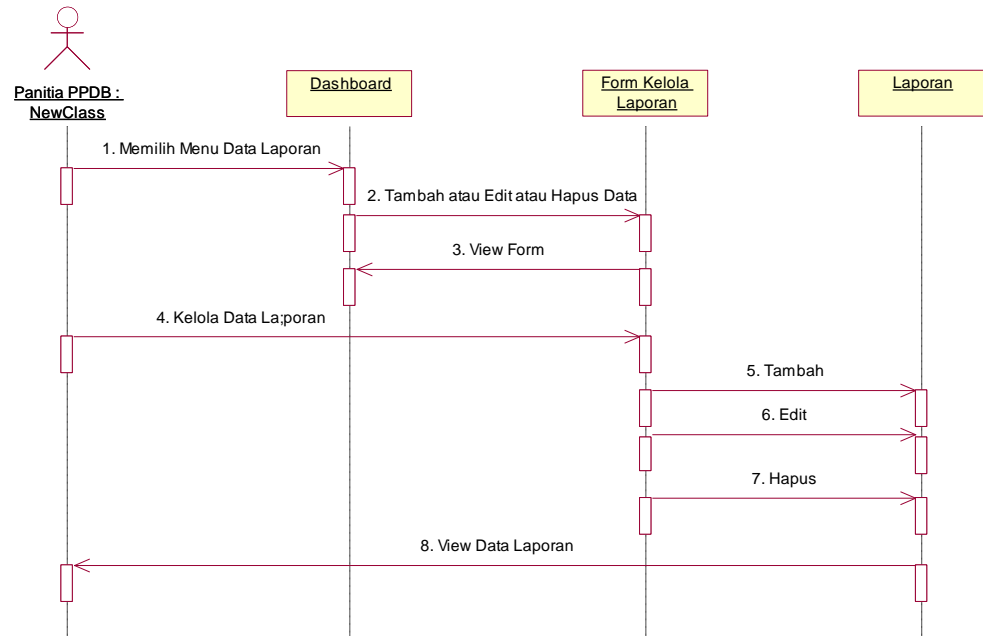 Panitia PPDB :
NewClass
Dashboard
Form Kelola
Laporan
Laporan
1. Memilih Menu Data Laporan
2. Tambah atau Edit atau Hapus Data
3. View Form
4. Kelola Data La;poran
5. Tambah
6. Edit
7. Hapus
8. View Data Laporan